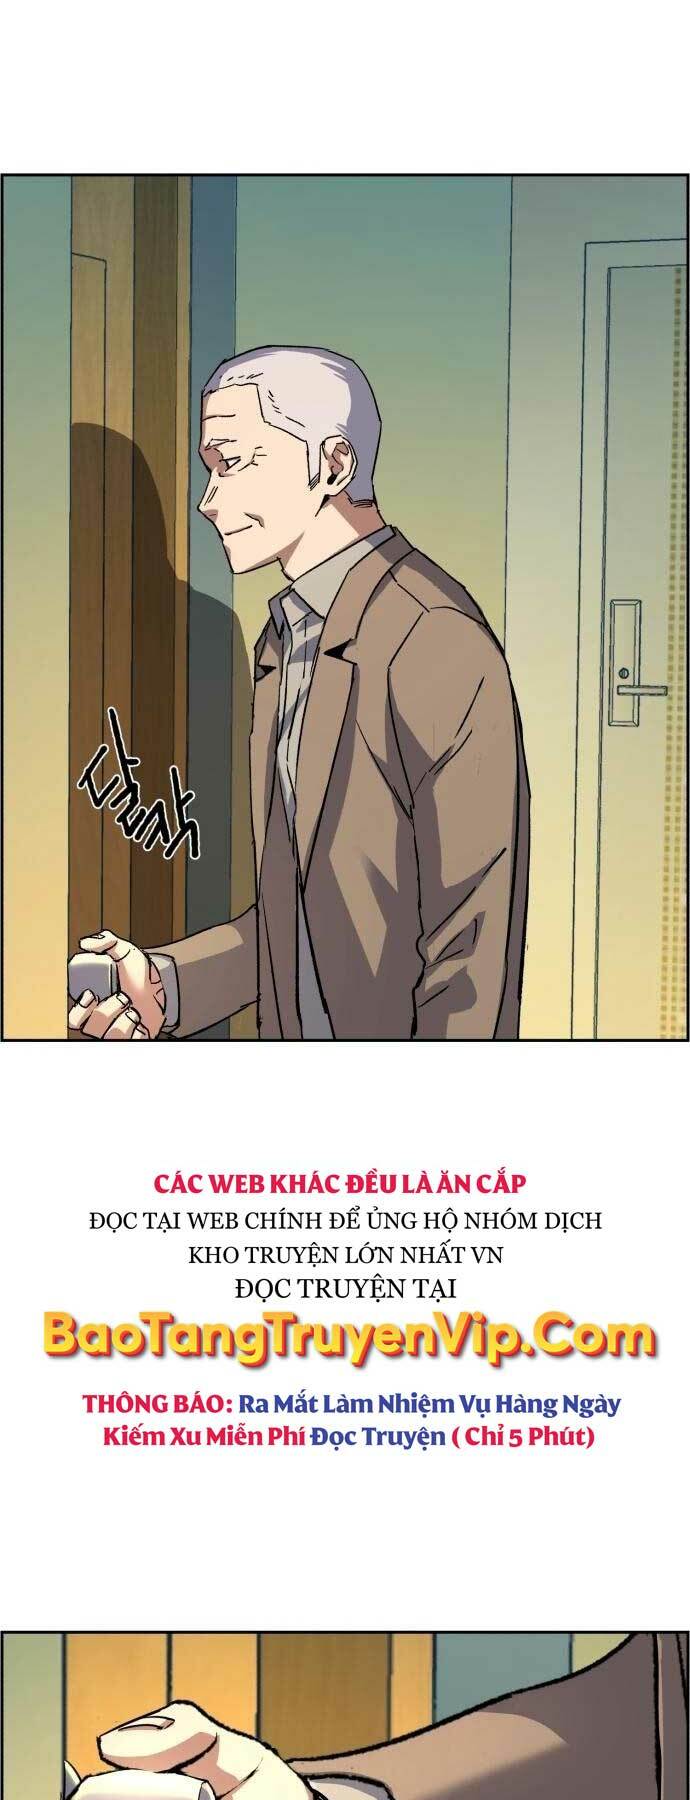 달칵
CÁC WEB KHÁC ĐỀU LÀ ĂN CẮP
ĐỌC TẠI WEB CHÍNH ĐỂ ỦNG HỘ NHÓM DỊCH
KHO TRUYỆN LỚN NHẤT VN
ĐỌC TRUYỆN TẠI
BaoTangTruyenVip.Com
THÔNG BÁO: Ra Mắt Làm Nhiệm Vụ Hàng Ngày
Kiếm Xu Miễn Phí Đọc Truyện ( Chỉ 5 Phút)